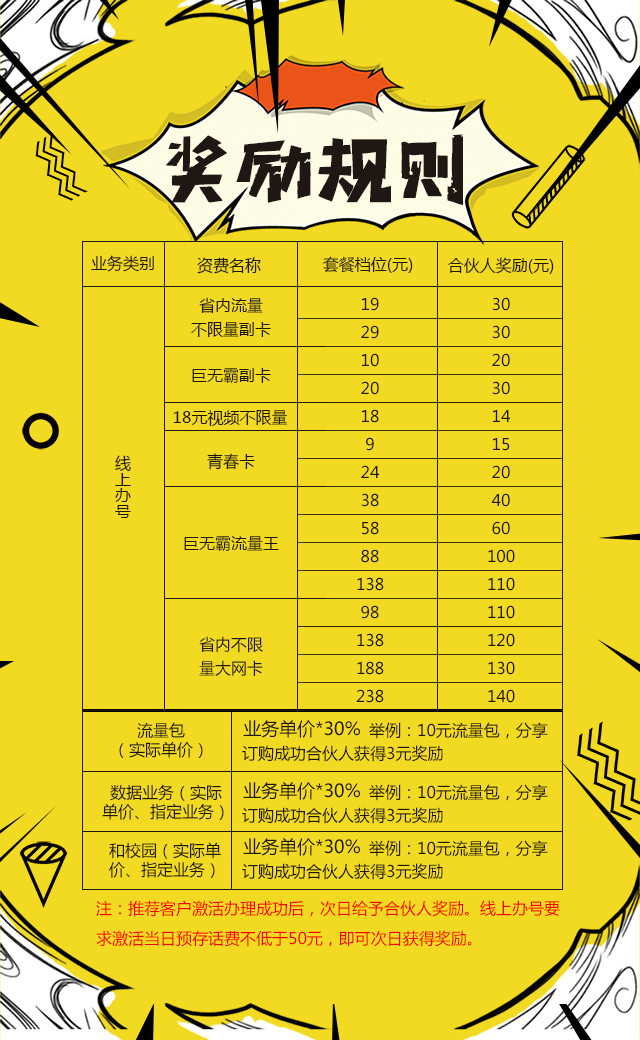 奖励规则
业务类别 资费名称 套餐档位(元) 合伙人奖励(元)
线上办号
省内流量
不限量副卡
19 30
29 30
巨无霸副卡
10 20
20 30
18元视频不限量 18 14
青春卡
9 15
24 20
巨无霸流量王
38 40
58 60
88 100
138 110
省内不限
量大网卡
98 110
138 120
188 130
238 140
流量包
（实际单价）
业务单价*30% 举例：10元流量包，分享
订购成功合伙人获得3元奖励
数据业务（实际
单价、指定业务）
业务单价*30% 举例：10元流量包，分享
订购成功合伙人获得3元奖励
和校园（实际单
价、指定业务）
业务单价*30% 举例：10元流量包，分享
订购成功合伙人获得3元奖励
注：推荐客户激活办理成功后，次日给予合伙人奖励。线上办号要
求激活当日预存话费不低于50元，即可次日获得奖励。